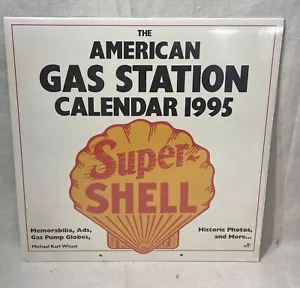 THE
AMERICAN
GAS STATION
CALENDAR 1995
Super-
SHELL
Memorabilia, Ads,
Gas Pump Globes,
Michael Karl Witzel
Historic Photos,
and More...